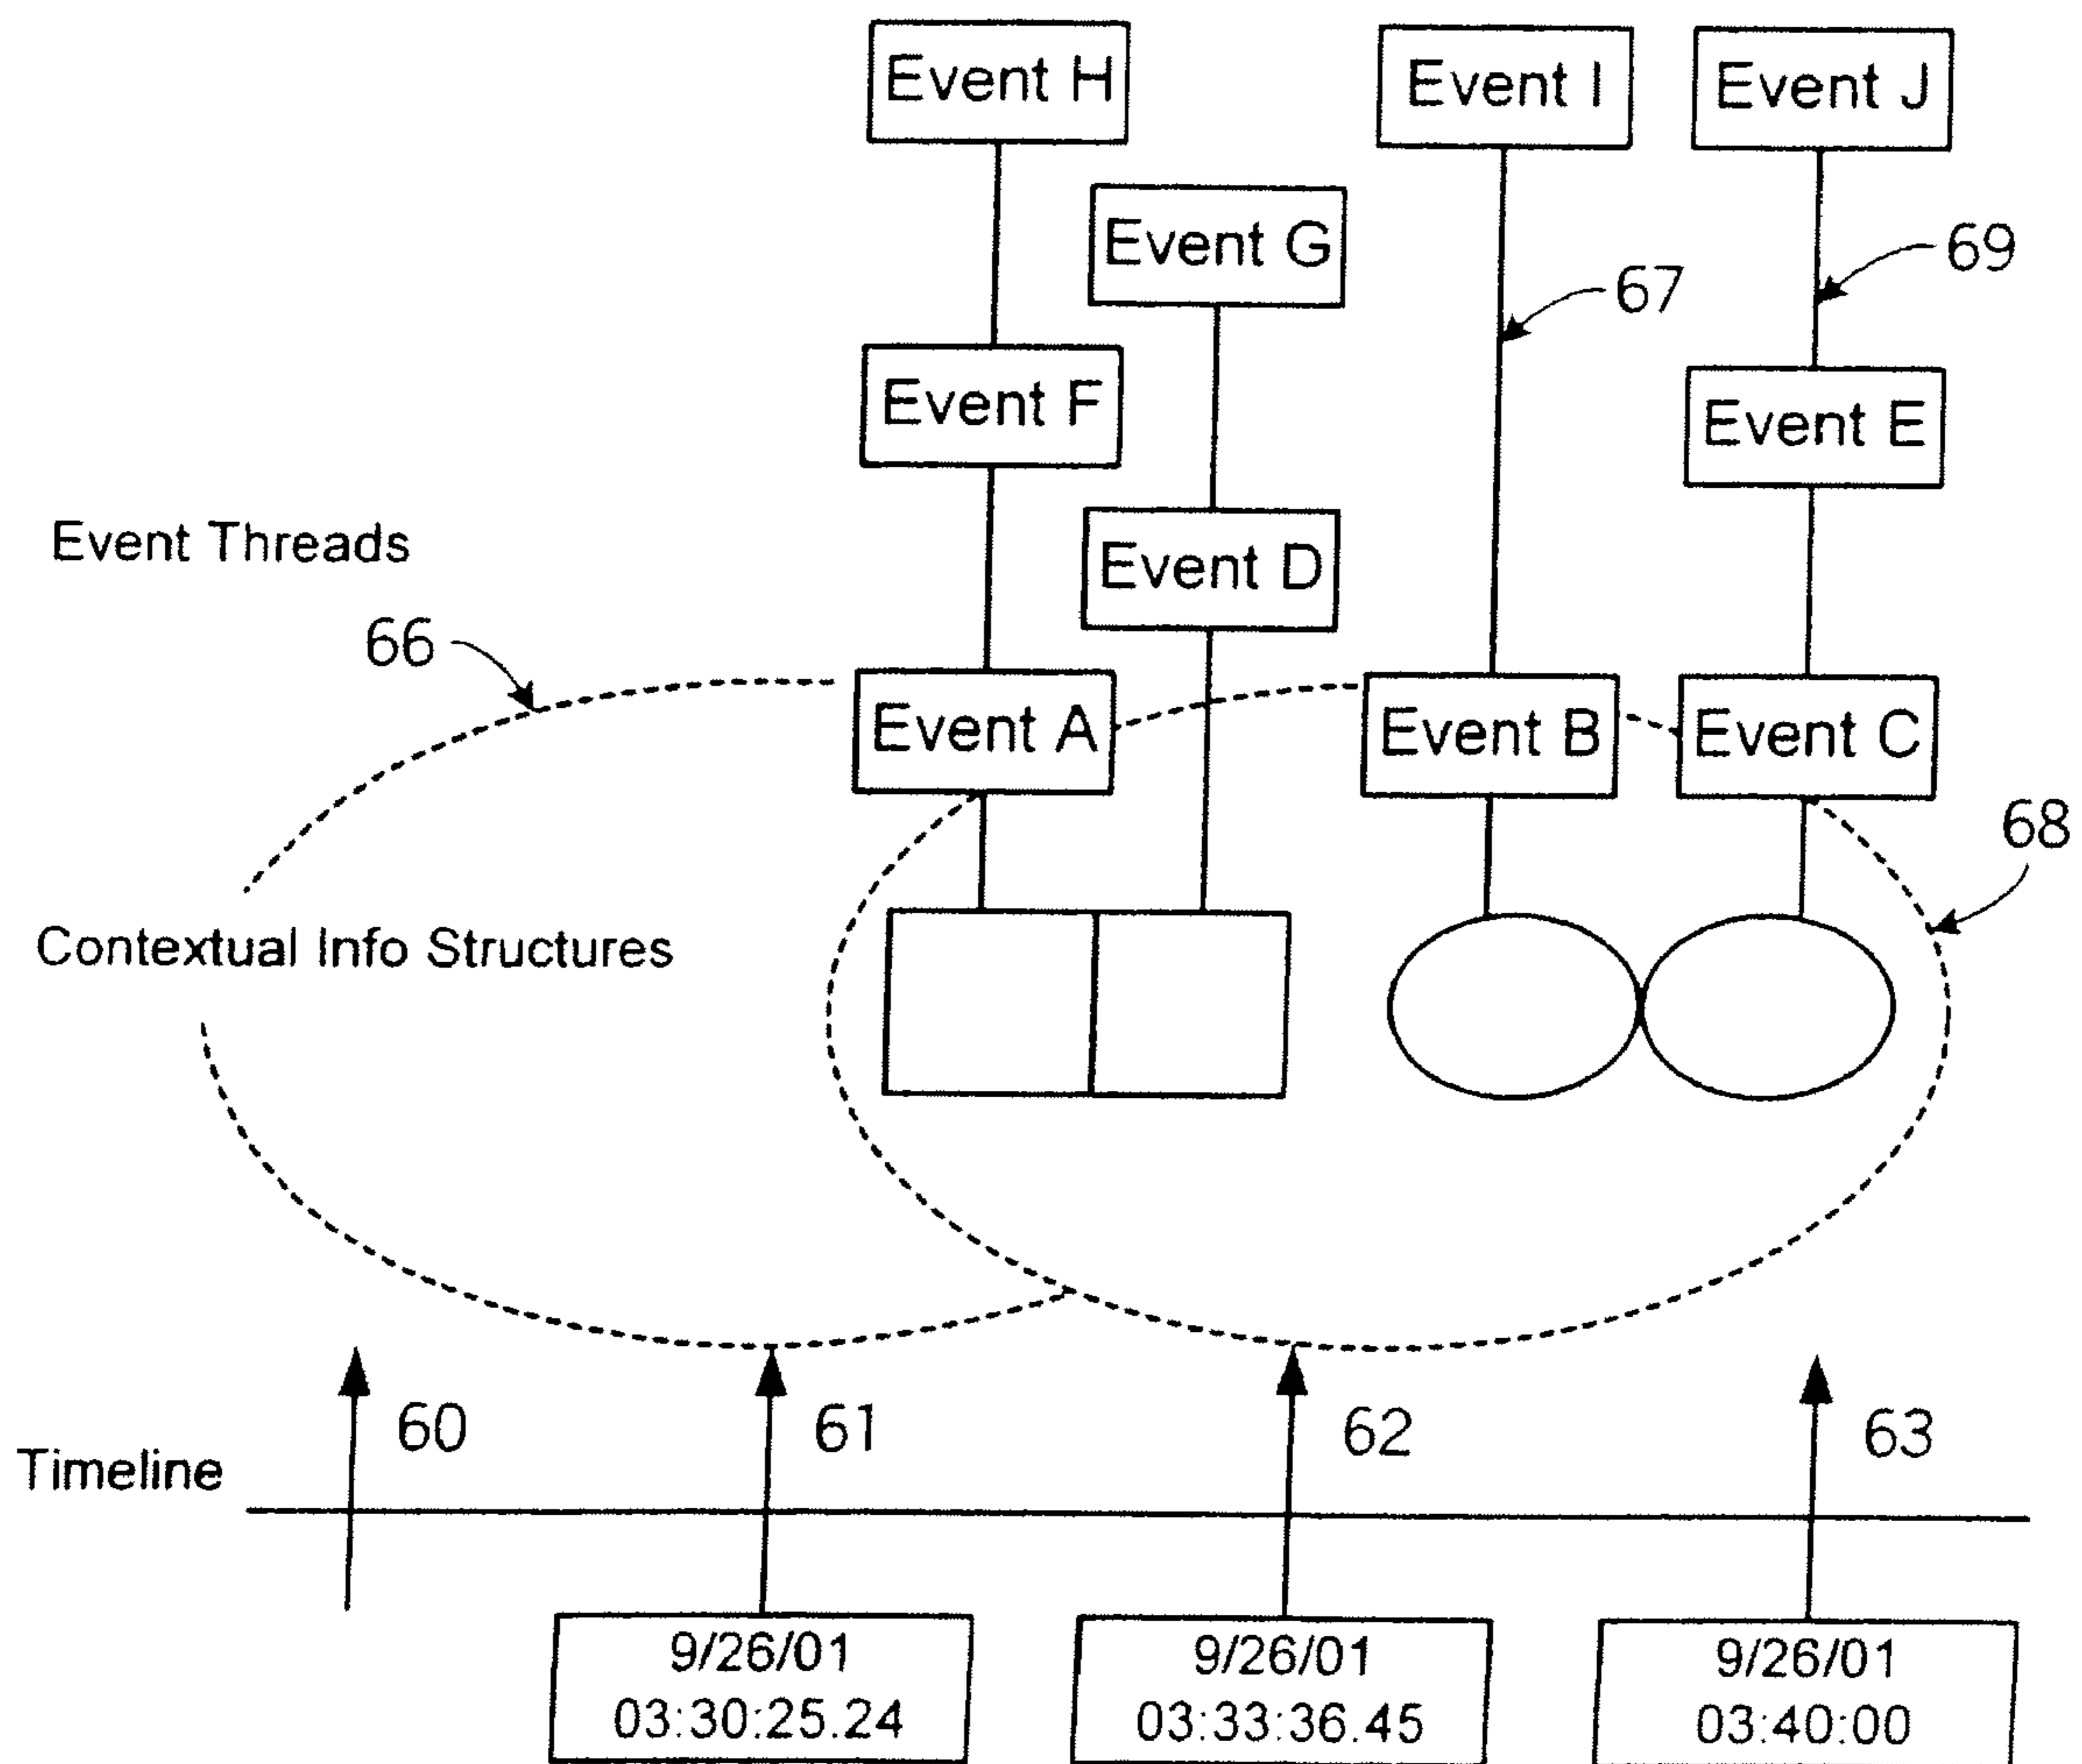 Event H
Event I
Event J
Event G
69
67
Event F
Event E
Event Threads
Event D
66
Event A
Event B
Event C
68
Contextual Info Structures
60
61
62
63
Timeline
9/26/01
03:30:25.24
9/26/01
03:33:36.45
9/26/01
03:40:00